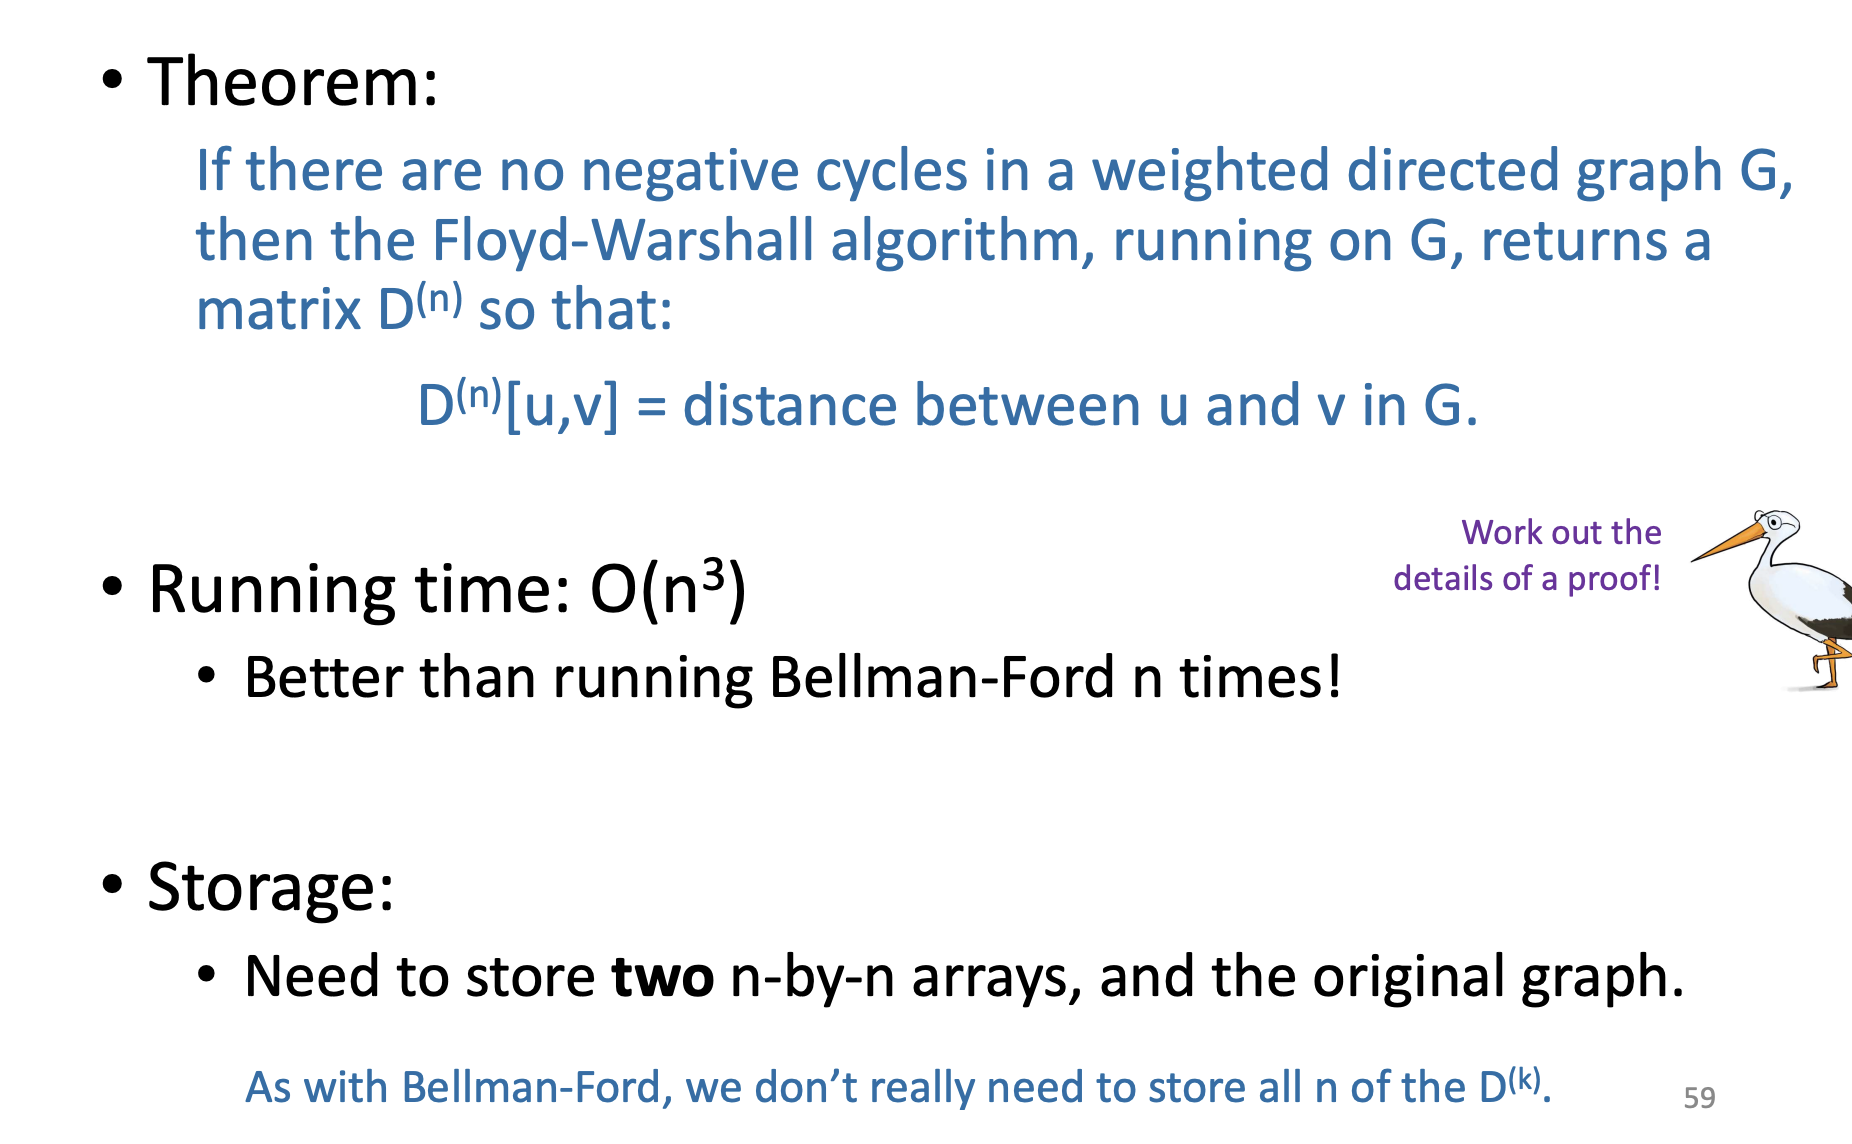 • Theorem:
If there are no negative cycles in a weighted directed graph G,
then the Floyd-Warshall algorithm, running on G, returns a
matrix D⁽ⁿ⁾ so that:
D⁽ⁿ⁾[u,v] = distance between u and v in G.
Work out the
details of a proof!
• Running time: O(n³)
• Better than running Bellman-Ford n times!
• Storage:
• Need to store two n-by-n arrays, and the original graph.
As with Bellman-Ford, we don’t really need to store all n of the D⁽ᵏ⁾.
59